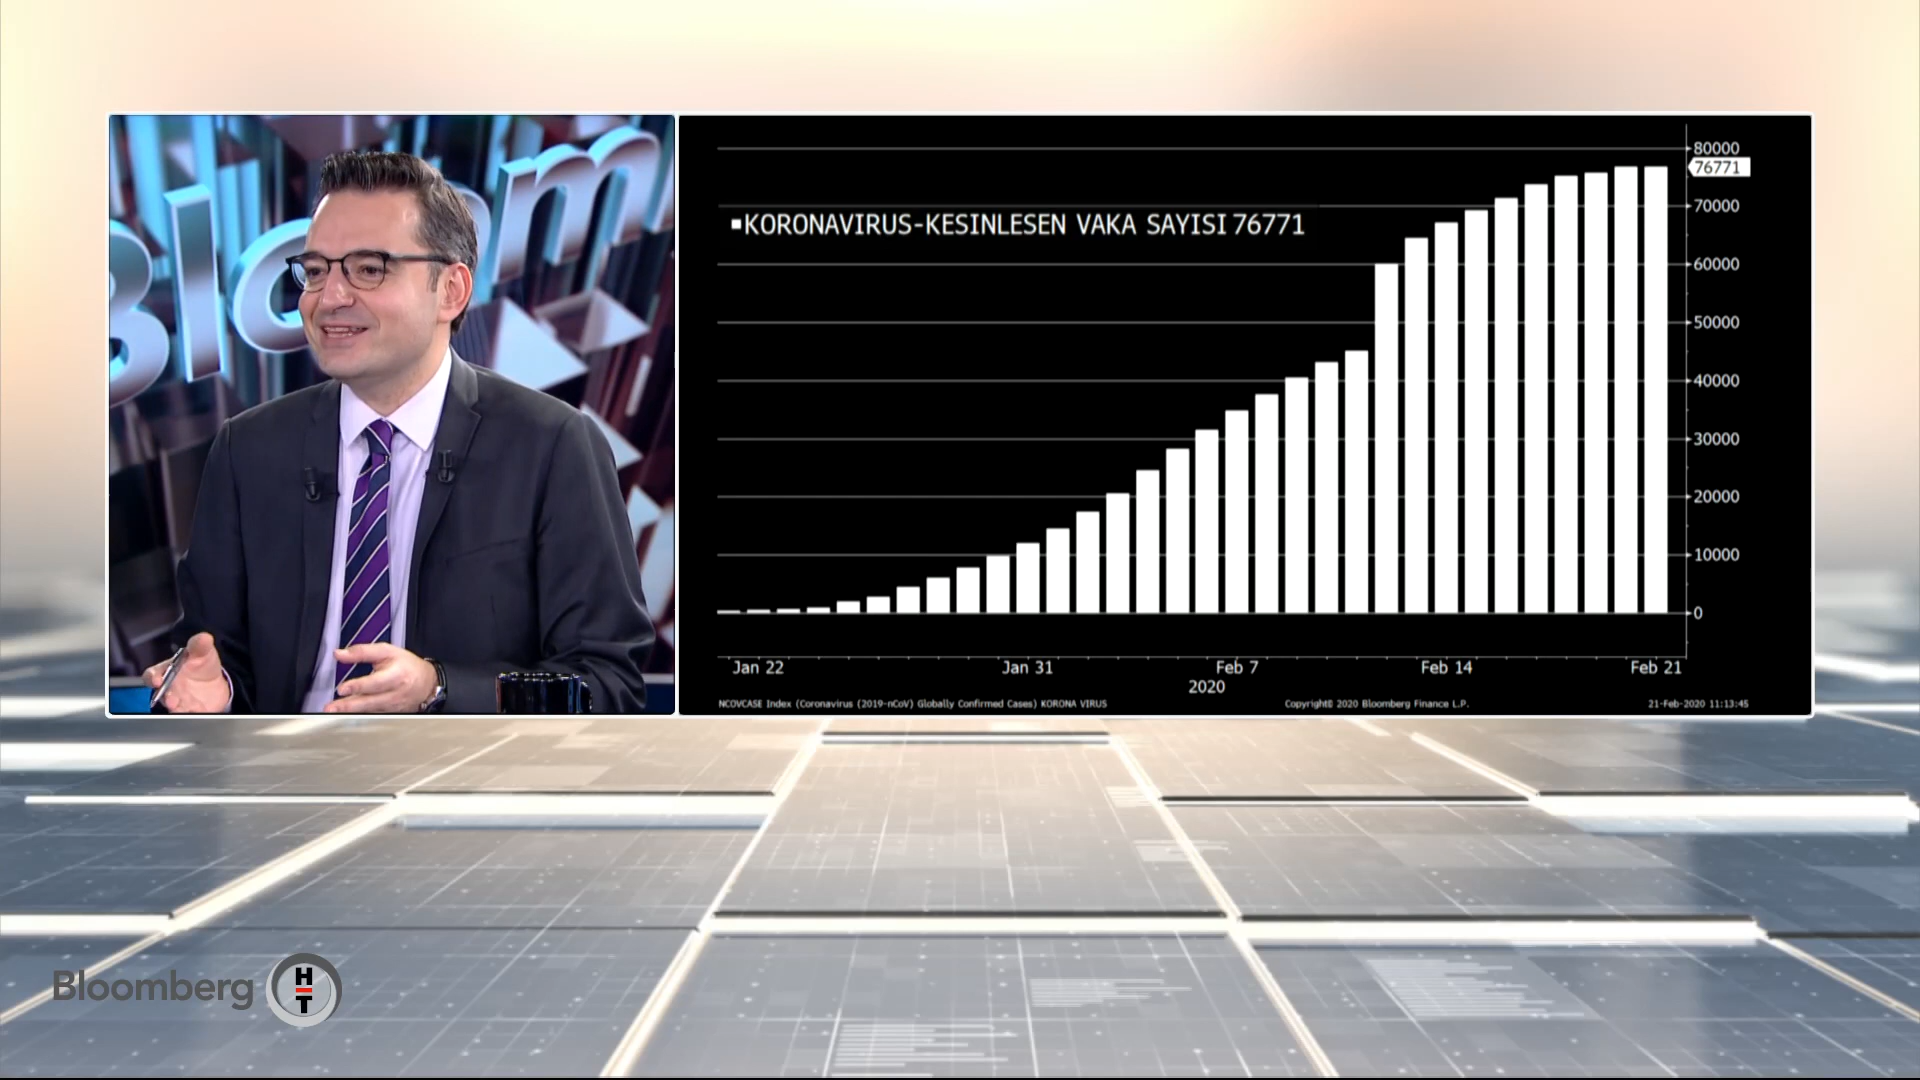 Bloom
80000
76771
▪KORONAVIRUS-KESINLESEN VAKA SAYISI 76771
70000
60000
50000
40000
30000
20000
10000
0
Jan 22 Jan 31 Feb 7 Feb 14 Feb 21
2020
NCOVCASE Index (Coronavirus (2019-nCoV) Globally Confirmed Cases) KORONA VIRUS Copyright© 2020 Bloomberg Finance L.P. 21-Feb-2020 11:13:45
Bloomberg HT